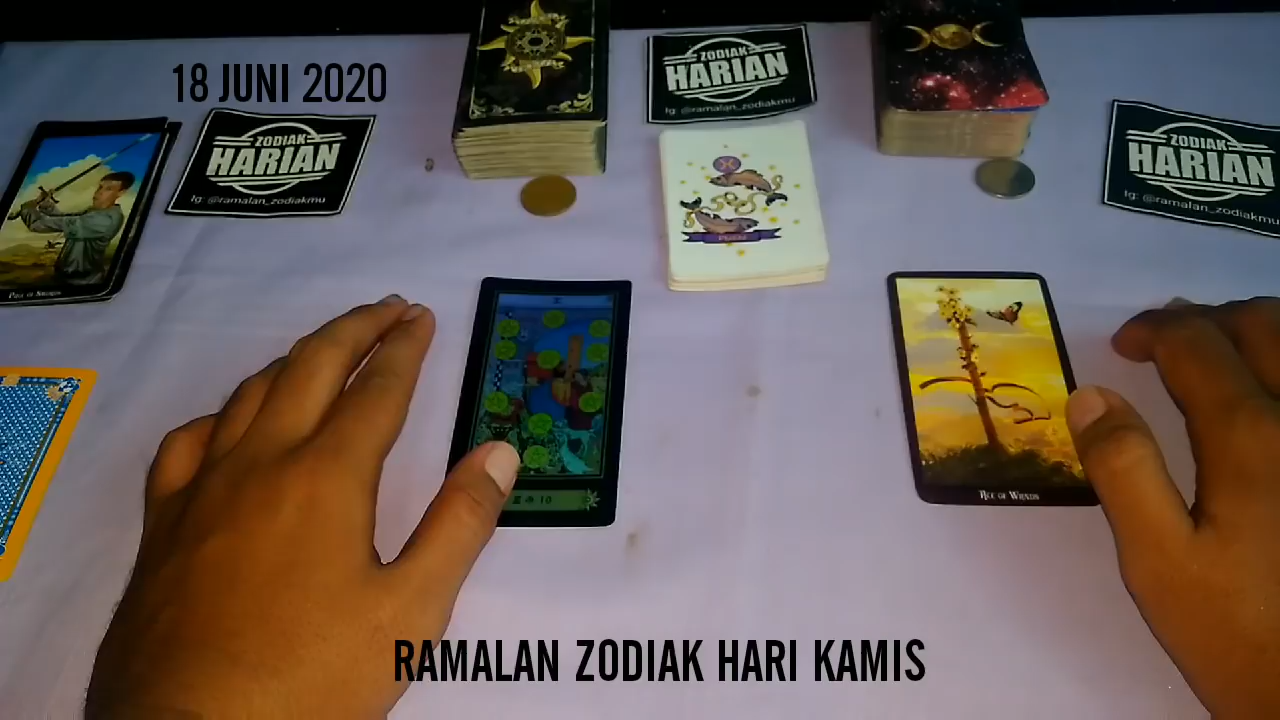 18 JUNI 2020
ZODIAK
HARIAN
Ig: @ramalan_zodiakmu
ZODIAK
HARIAN
Ig: @ramalan_zodiakmu
ZODIAK
HARIAN
Ig: @ramalan_zodiakmu
ACE OF WANDS
10
RAMALAN ZODIAK HARI KAMIS